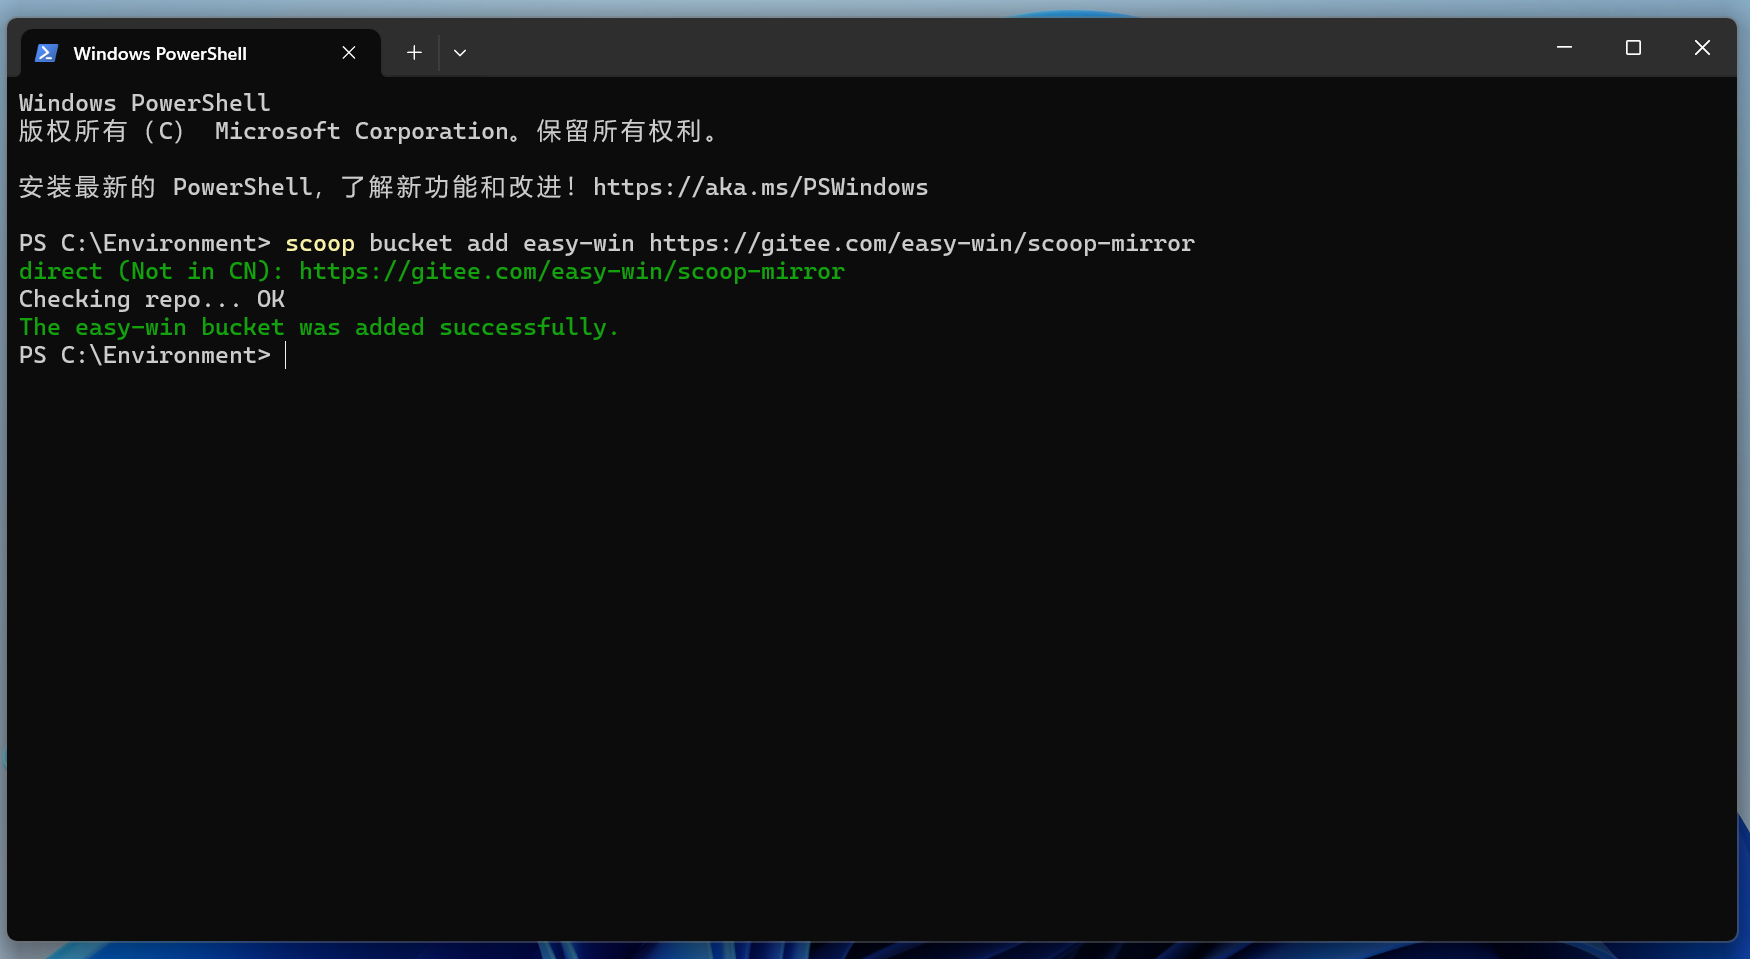 Windows PowerShell
Windows PowerShell
版权所有（C） Microsoft Corporation。保留所有权利。
安装最新的 PowerShell，了解新功能和改进！https://aka.ms/PSWindows
PS C:\Environment> scoop bucket add easy-win https://gitee.com/easy-win/scoop-mirror
direct (Not in CN): https://gitee.com/easy-win/scoop-mirror
Checking repo... OK
The easy-win bucket was added successfully.
PS C:\Environment>